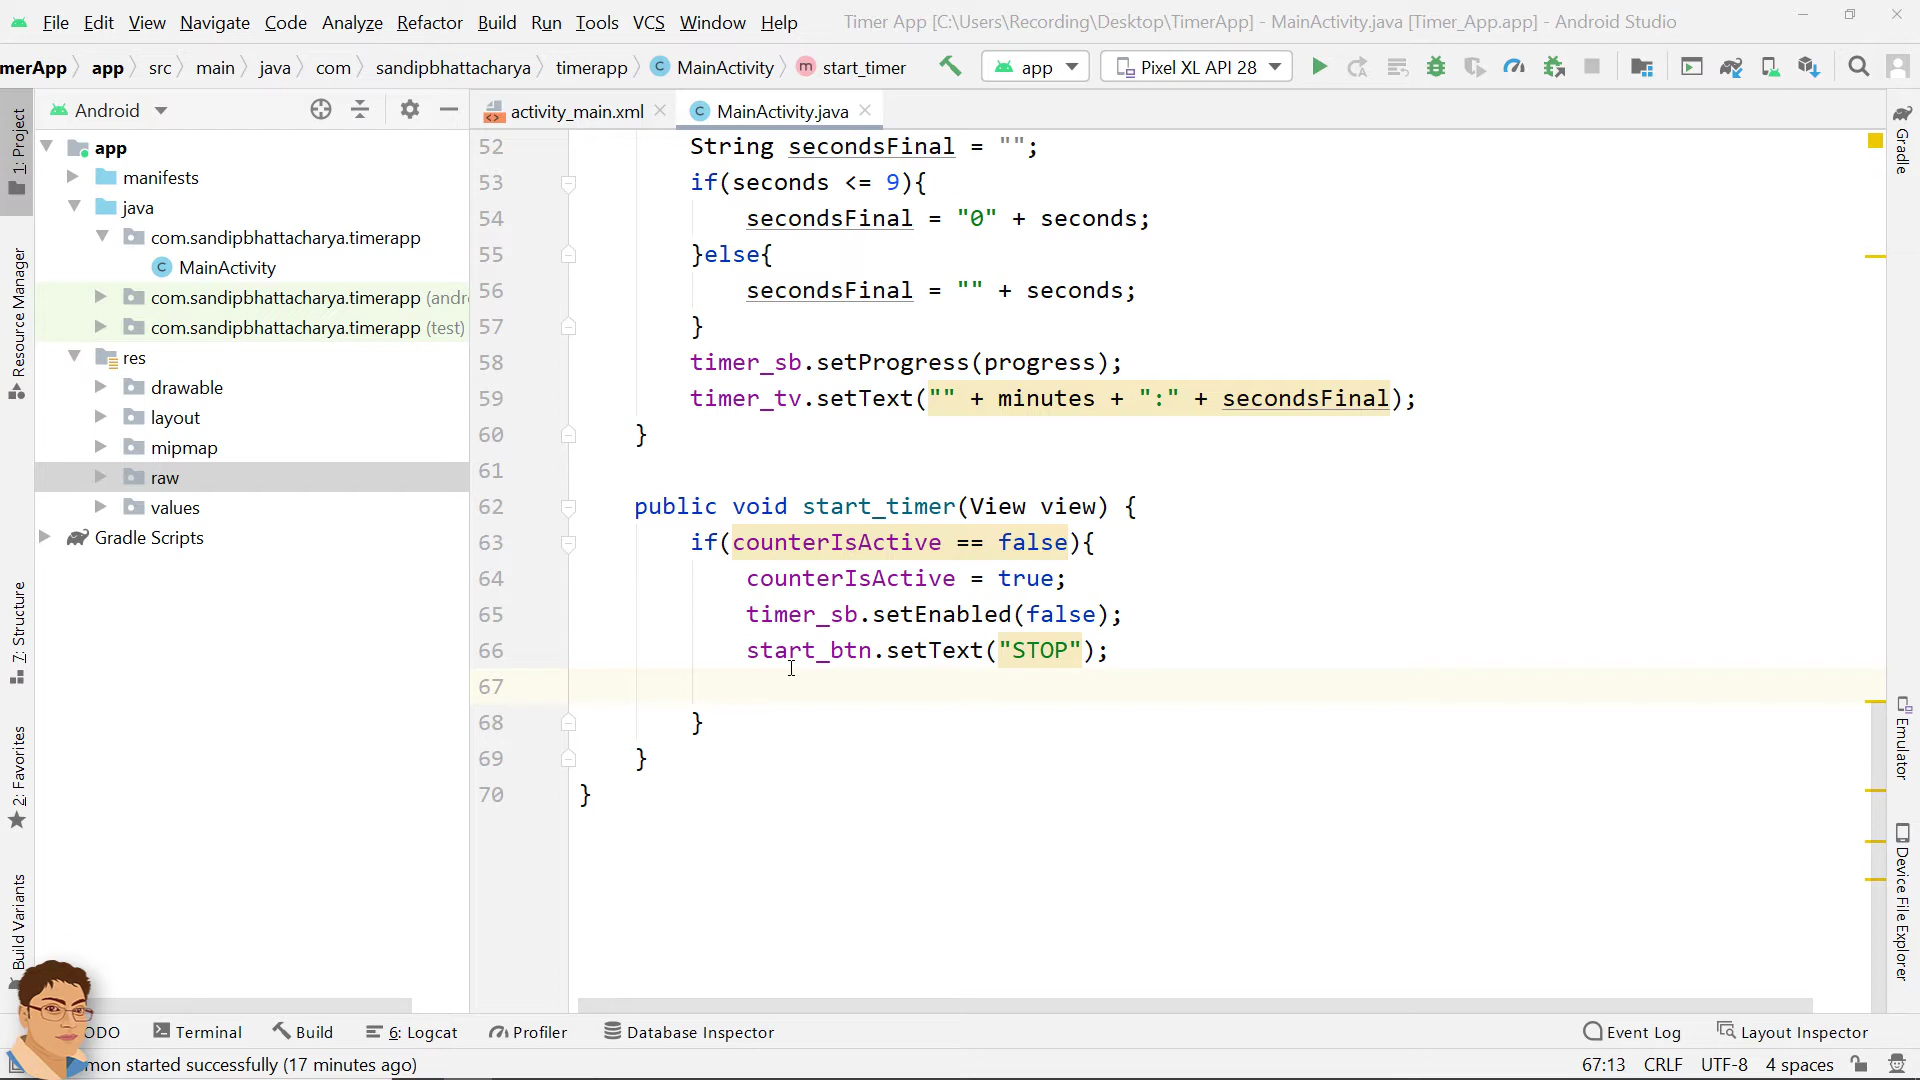 File Edit View Navigate Code Analyze Refactor Build Run Tools VCS Window Help Timer App [C:\Users\Recording\Desktop\TimerApp] - MainActivity.java [Timer_App.app] - Android Studio
merApp app src main java com sandipbhattacharya timerapp MainActivity start_timer app Pixel XL API 28
1: Project
Resource Manager
7: Structure
2: Favorites
Build Variants
Android
app
manifests
java
com.sandipbhattacharya.timerapp
MainActivity
com.sandipbhattacharya.timerapp (andr
com.sandipbhattacharya.timerapp (test)
res
drawable
layout
mipmap
raw
values
Gradle Scripts
activity_main.xml MainActivity.java
52 String secondsFinal = "";
53 if(seconds <= 9){
54 secondsFinal = "0" + seconds;
55 }else{
56 secondsFinal = "" + seconds;
57 }
58 timer_sb.setProgress(progress);
59 timer_tv.setText("" + minutes + ":" + secondsFinal);
60 }
61
62 public void start_timer(View view) {
63 if(counterIsActive == false){
64 counterIsActive = true;
65 timer_sb.setEnabled(false);
66 start_btn.setText("STOP");
67
68 }
69 }
70 }
Gradle
Emulator
Device File Explorer
ODO Terminal Build 6: Logcat Profiler Database Inspector Event Log Layout Inspector
mon started successfully (17 minutes ago) 67:13 CRLF UTF-8 4 spaces